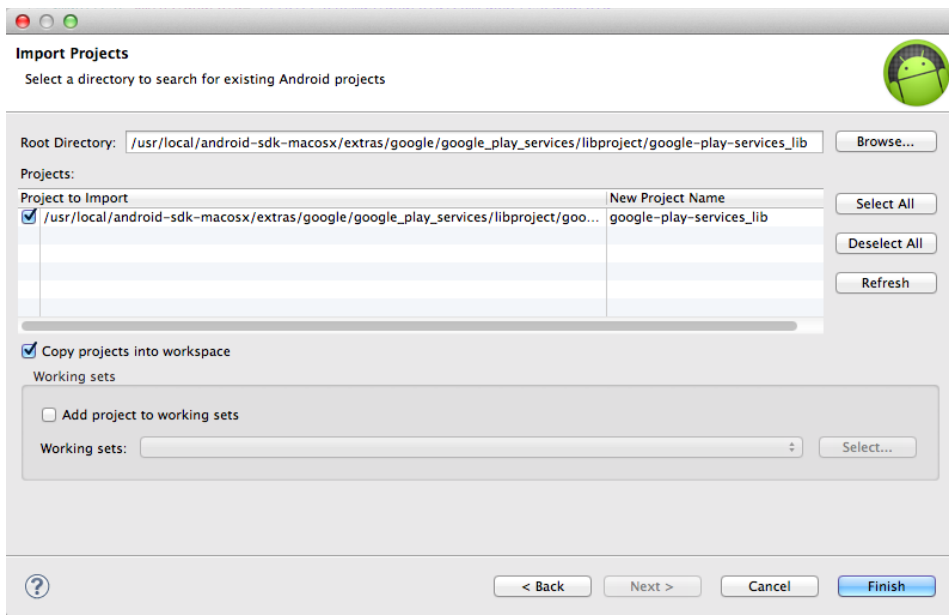 Import Projects
Select a directory to search for existing Android projects
Root Directory: /usr/local/android-sdk-macosx/extras/google/google_play_services/libproject/google-play-services_lib Browse...
Projects:
Project to Import New Project Name
/usr/local/android-sdk-macosx/extras/google/google_play_services/libproject/goo... google-play-services_lib
Select All
Deselect All
Refresh
Copy projects into workspace
Working sets
Add project to working sets
Working sets: Select...
? < Back Next > Cancel Finish